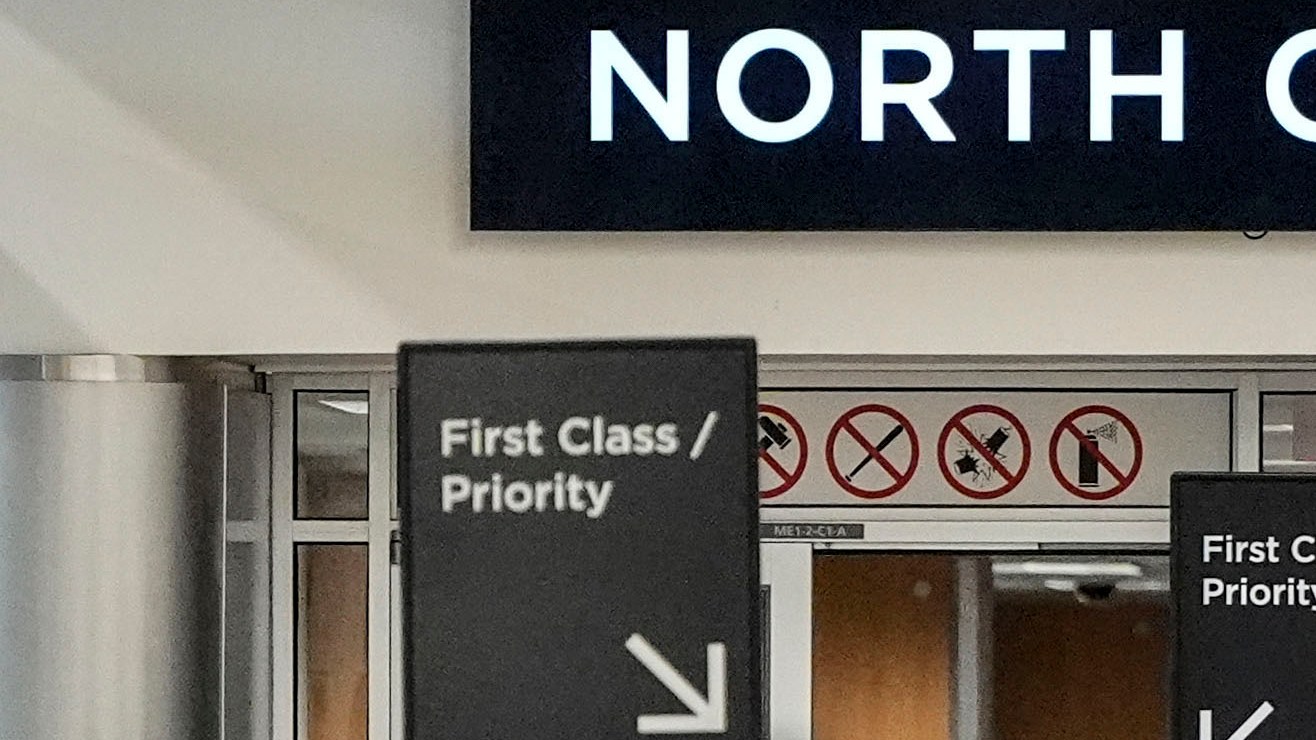 NORTH C
First Class /
Priority
ME1-2-C1-A
First C
Priority